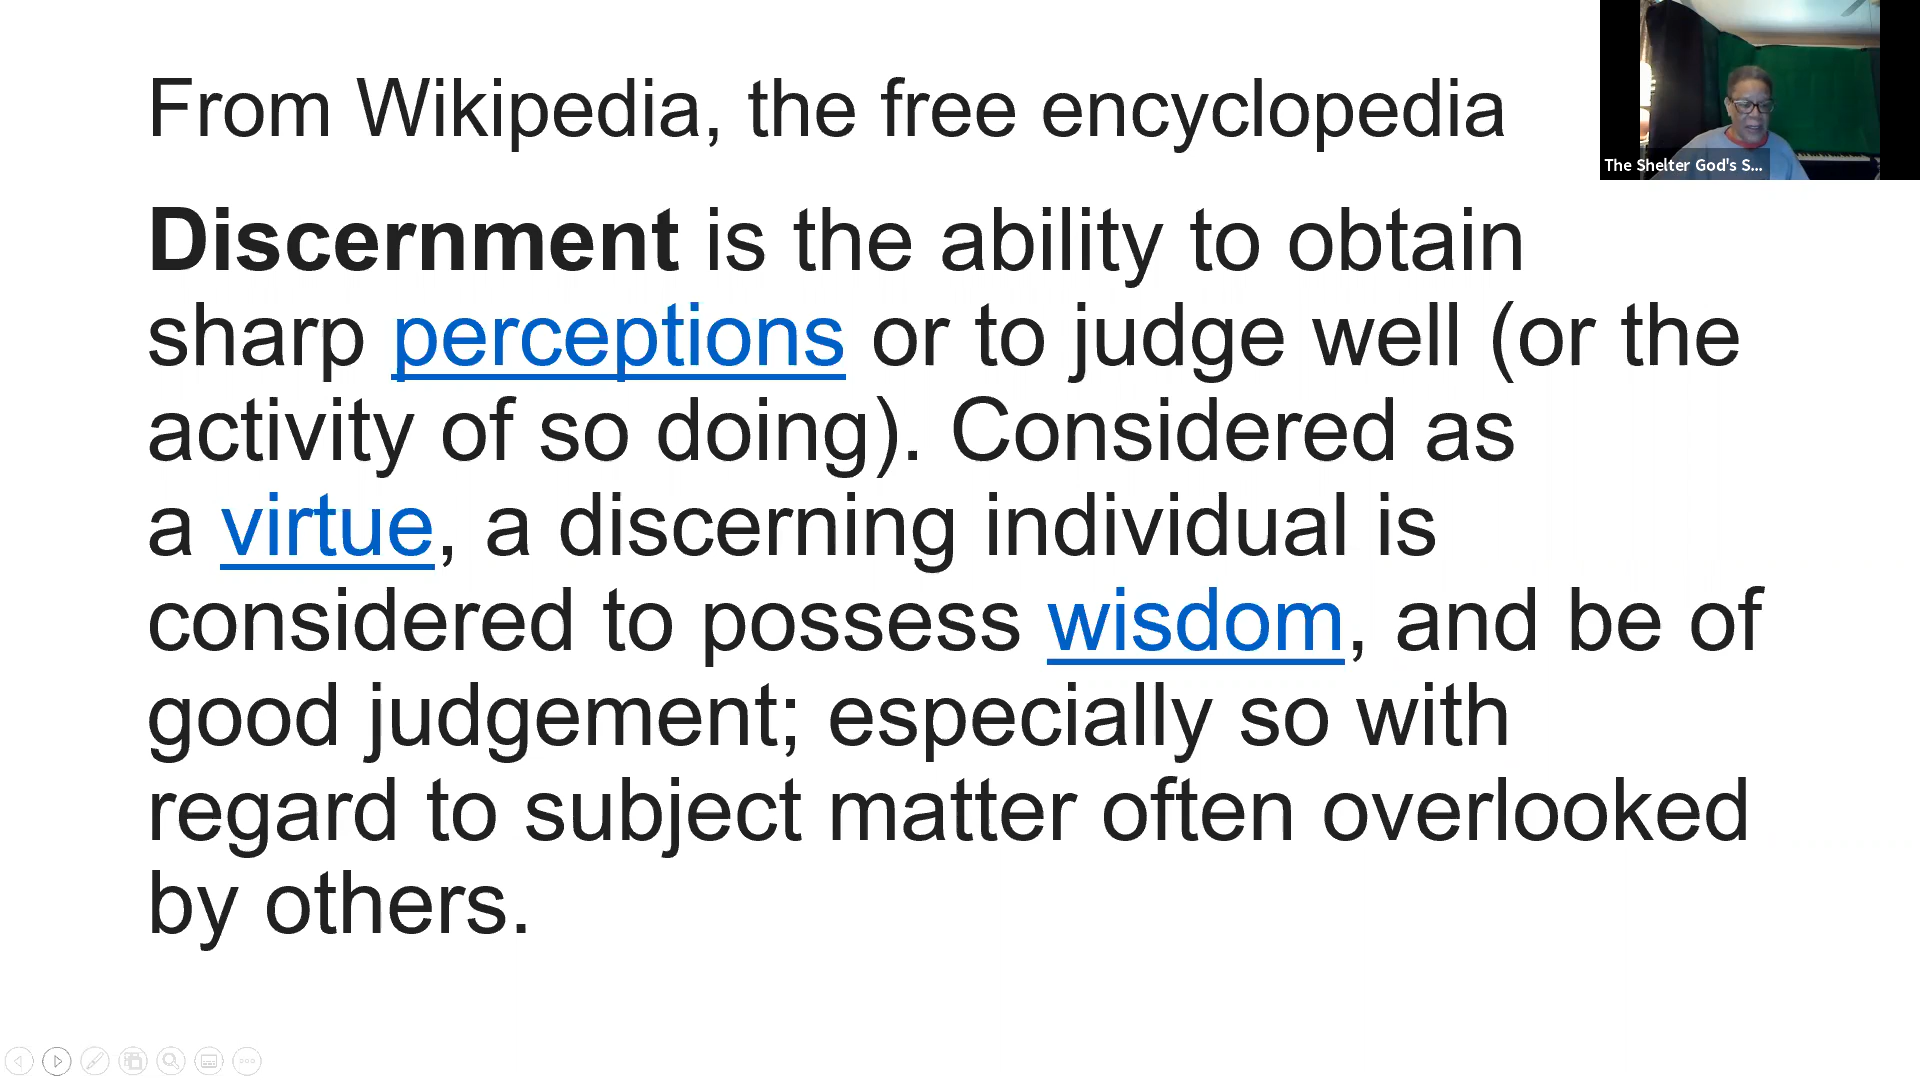 From Wikipedia, the free encyclopedia
Discernment is the ability to obtain
sharp perceptions or to judge well (or the
activity of so doing). Considered as
a virtue, a discerning individual is
considered to possess wisdom, and be of
good judgement; especially so with
regard to subject matter often overlooked
by others.
The Shelter God's S...